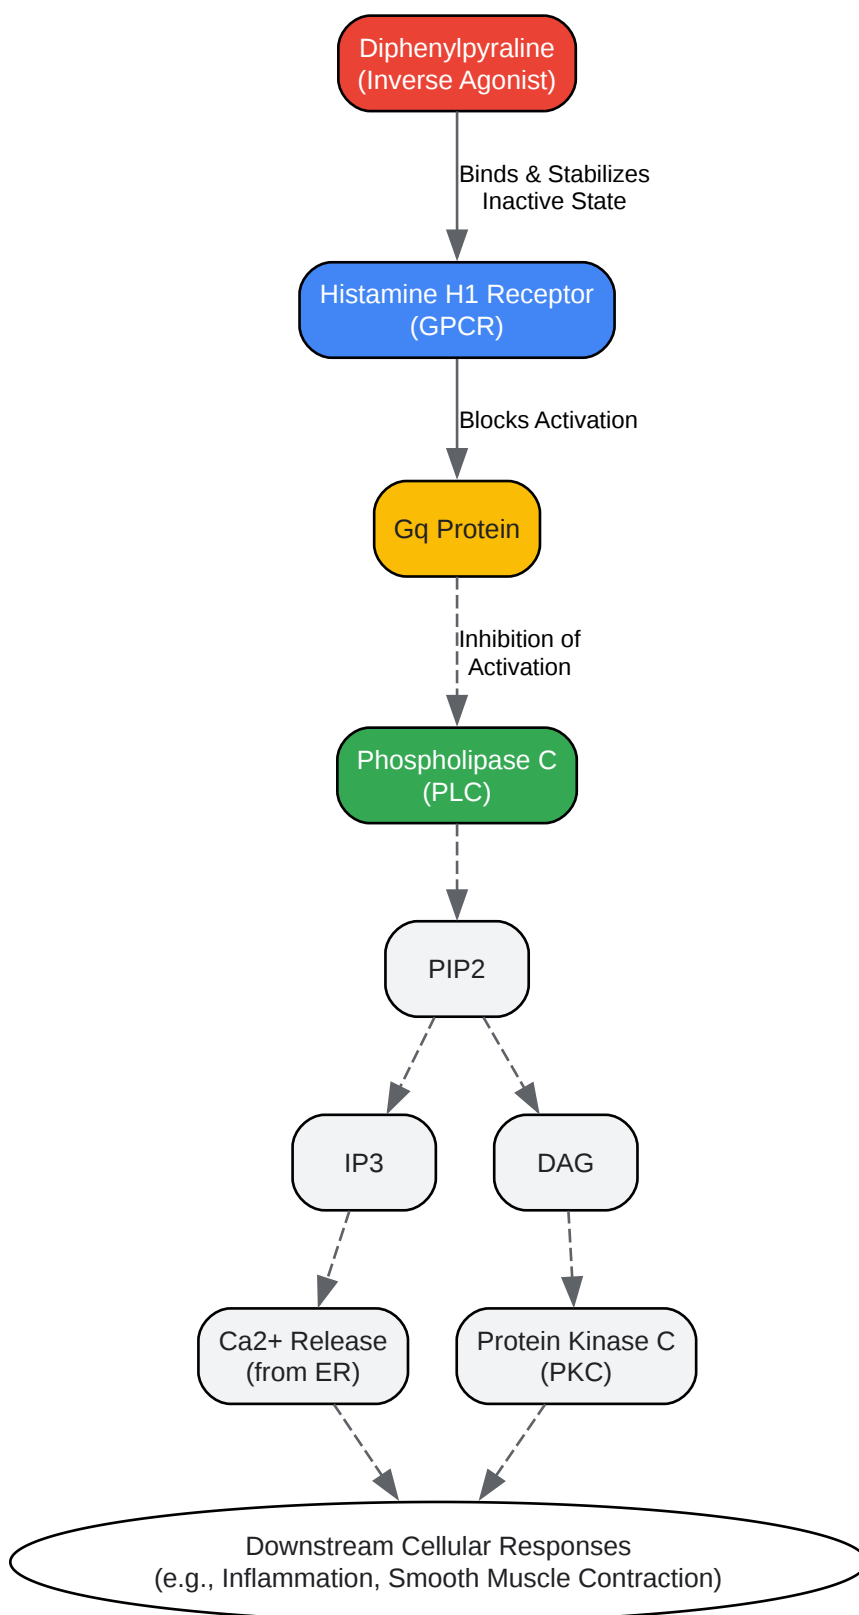 Diphenylpyraline
(Inverse Agonist)
Binds & Stabilizes
Inactive State
Histamine H1 Receptor
(GPCR)
Blocks Activation
Gq Protein
Inhibition of
Activation
Phospholipase C
(PLC)
PIP2
IP3
DAG
Ca2+ Release
(from ER)
Protein Kinase C
(PKC)
Downstream Cellular Responses
(e.g., Inflammation, Smooth Muscle Contraction)